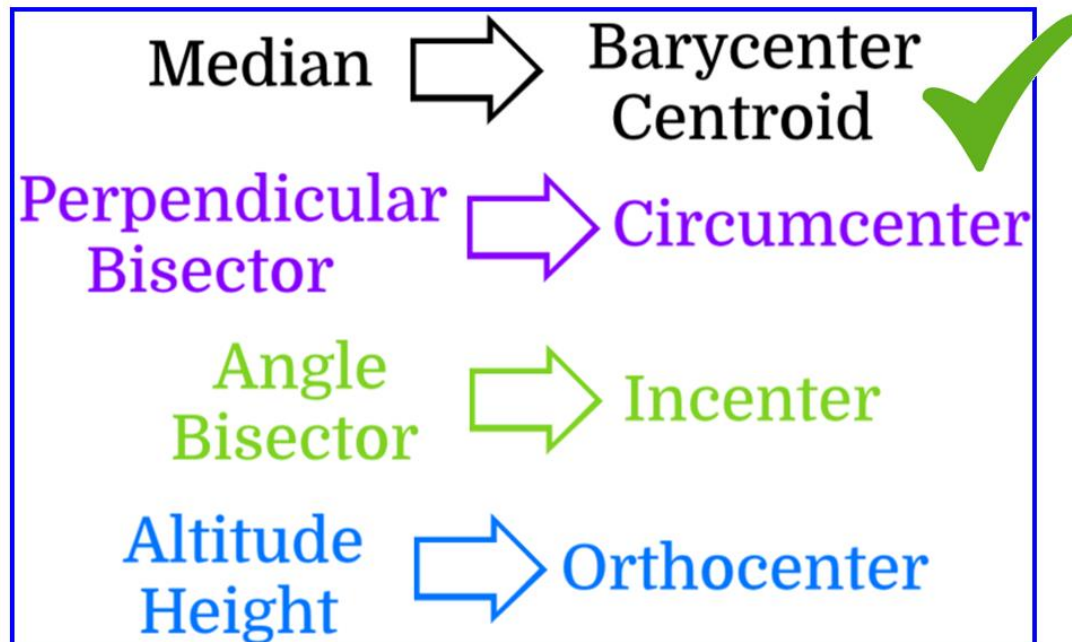 Median
Barycenter
Centroid
Perpendicular
Bisector
Circumcenter
Angle
Bisector
Incenter
Altitude
Height
Orthocenter